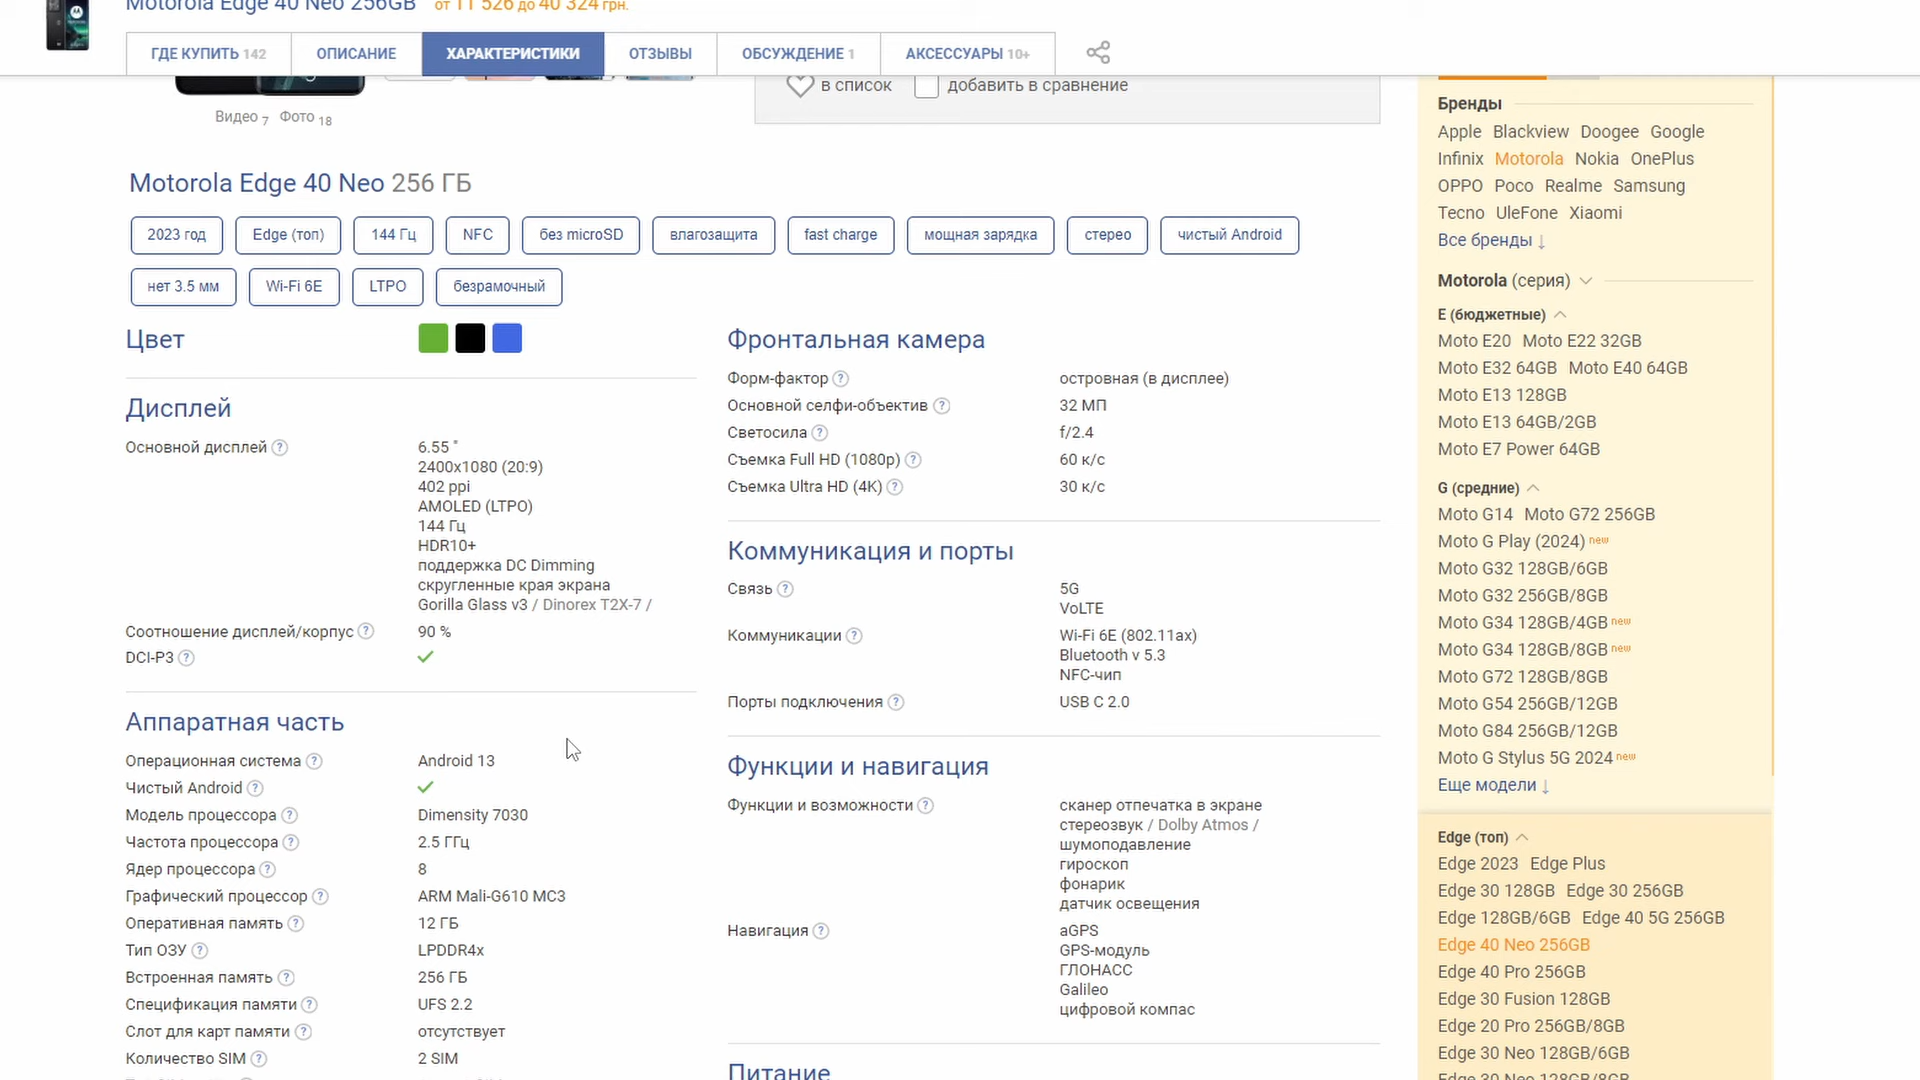 Motorola Edge 40 Neo 256GB от 11 526 до 40 324 грн.
ГДЕ КУПИТЬ 142 ОПИСАНИЕ ХАРАКТЕРИСТИКИ ОТЗЫВЫ ОБСУЖДЕНИЕ 1 АКСЕССУАРЫ 10+
в список добавить в сравнение
Видео 7 Фото 18
Motorola Edge 40 Neo 256 ГБ
2023 год Edge (топ) 144 Гц NFC без microSD влагозащита fast charge мощная зарядка стерео чистый Android
нет 3.5 мм Wi-Fi 6E LTPO безрамочный
Цвет
Дисплей
Основной дисплей 6.55 "
2400x1080 (20:9)
402 ppi
AMOLED (LTPO)
144 Гц
HDR10+
поддержка DC Dimming
скругленные края экрана
Gorilla Glass v3 / Dinorex T2X-7 /
Соотношение дисплей/корпус 90 %
DCI-P3
Аппаратная часть
Операционная система Android 13
Чистый Android
Модель процессора Dimensity 7030
Частота процессора 2.5 ГГц
Ядер процессора 8
Графический процессор ARM Mali-G610 MC3
Оперативная память 12 ГБ
Тип ОЗУ LPDDR4x
Встроенная память 256 ГБ
Спецификация памяти UFS 2.2
Слот для карт памяти отсутствует
Количество SIM 2 SIM
Фронтальная камера
Форм-фактор островная (в дисплее)
Основной селфи-объектив 32 МП
Светосила f/2.4
Съемка Full HD (1080p) 60 к/с
Съемка Ultra HD (4K) 30 к/с
Коммуникация и порты
Связь 5G
VoLTE
Коммуникации Wi-Fi 6E (802.11ax)
Bluetooth v 5.3
NFC-чип
Порты подключения USB C 2.0
Функции и навигация
Функции и возможности сканер отпечатка в экране
стереозвук / Dolby Atmos /
шумоподавление
гироскоп
фонарик
датчик освещения
Навигация aGPS
GPS-модуль
ГЛОНАСС
Galileo
цифровой компас
Питание
Бренды
Apple Blackview Doogee Google
Infinix Motorola Nokia OnePlus
OPPO Poco Realme Samsung
Tecno UleFone Xiaomi
Все бренды ↓
Motorola (серия)
E (бюджетные)
Moto E20 Moto E22 32GB
Moto E32 64GB Moto E40 64GB
Moto E13 128GB
Moto E13 64GB/2GB
Moto E7 Power 64GB
G (средние)
Moto G14 Moto G72 256GB
Moto G Play (2024) new
Moto G32 128GB/6GB
Moto G32 256GB/8GB
Moto G34 128GB/4GB new
Moto G34 128GB/8GB new
Moto G72 128GB/8GB
Moto G54 256GB/12GB
Moto G84 256GB/12GB
Moto G Stylus 5G 2024 new
Еще модели ↓
Edge (топ)
Edge 2023 Edge Plus
Edge 30 128GB Edge 30 256GB
Edge 128GB/6GB Edge 40 5G 256GB
Edge 40 Neo 256GB
Edge 40 Pro 256GB
Edge 30 Fusion 128GB
Edge 20 Pro 256GB/8GB
Edge 30 Neo 128GB/6GB
Edge 30 Neo 128GB/8GB